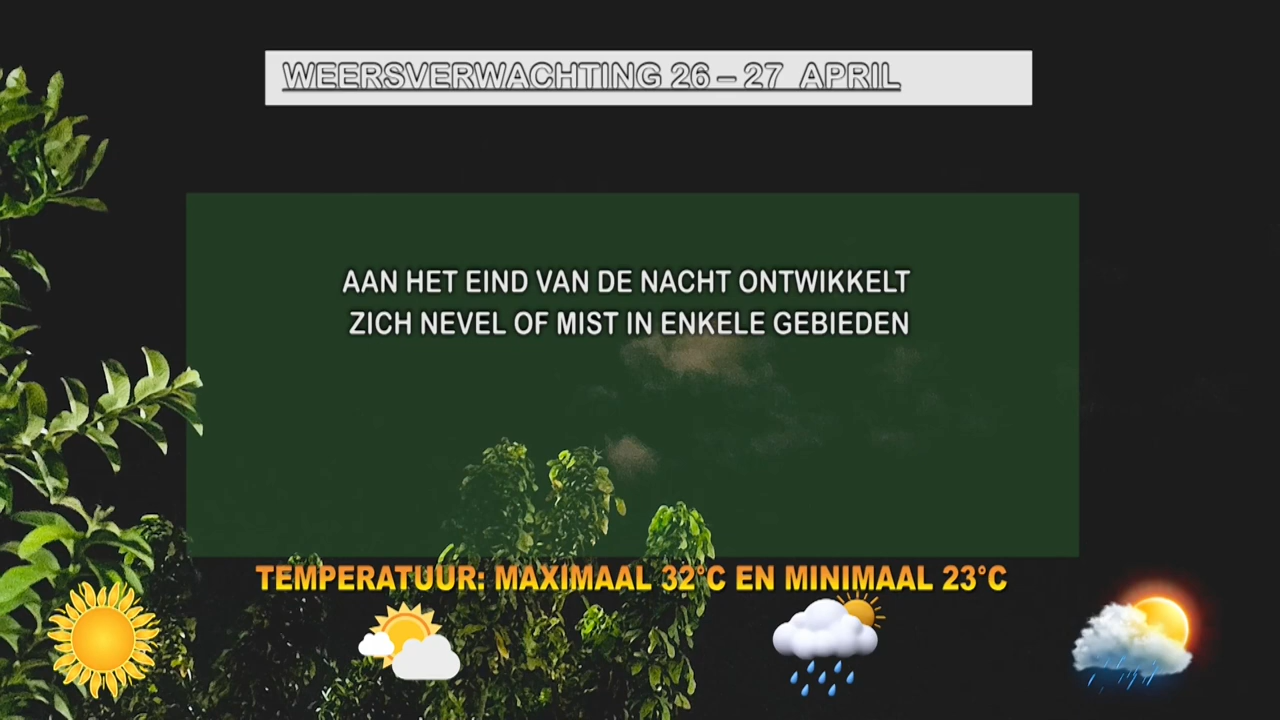 WEERSVERWACHTING 26 – 27 APRIL
AAN HET EIND VAN DE NACHT ONTWIKKELT
ZICH NEVEL OF MIST IN ENKELE GEBIEDEN
TEMPERATUUR: MAXIMAAL 32°C EN MINIMAAL 23°C